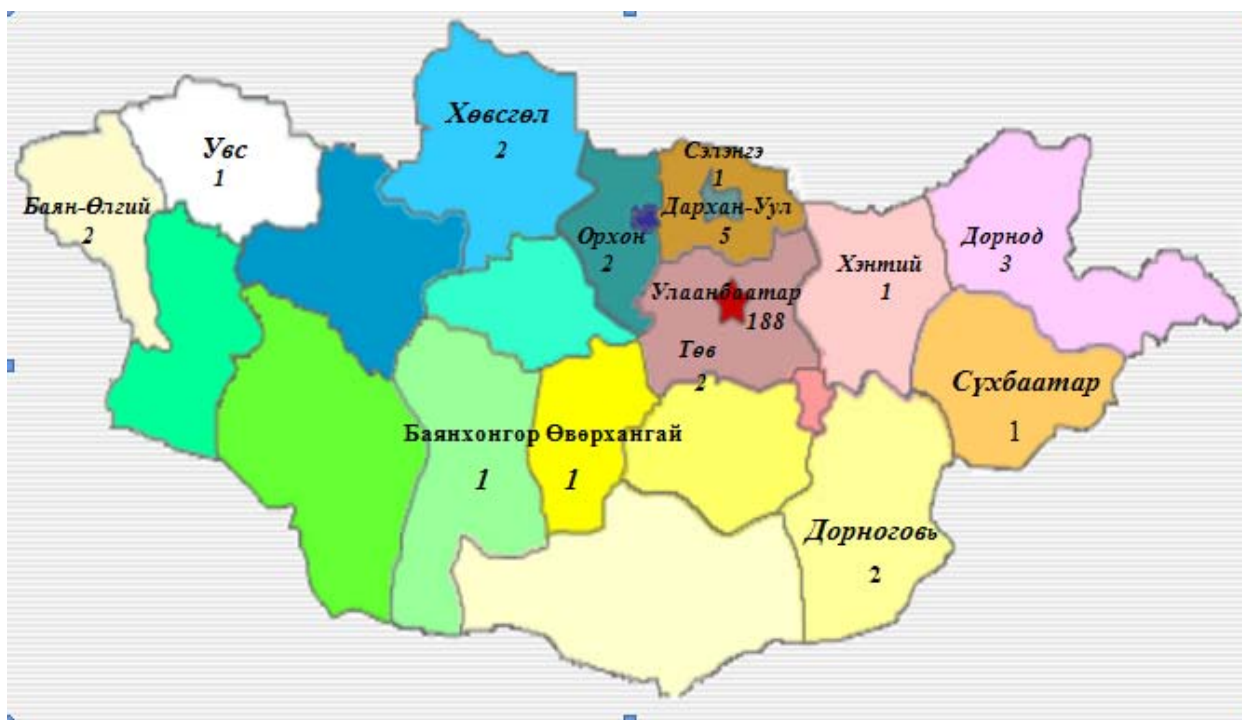 Хөвсгөл
2
Увс
1
Сэлэнгэ
1
Баян-Өлгий
2
Дархан-Уул
5
Орхон
2
Дорнод
3
Хэнтий
1
Улаанбаатар
188
Төв
2
Сүхбаатар
1
Баянхонгор Өвөрхангай
1 1
Дорноговь
2